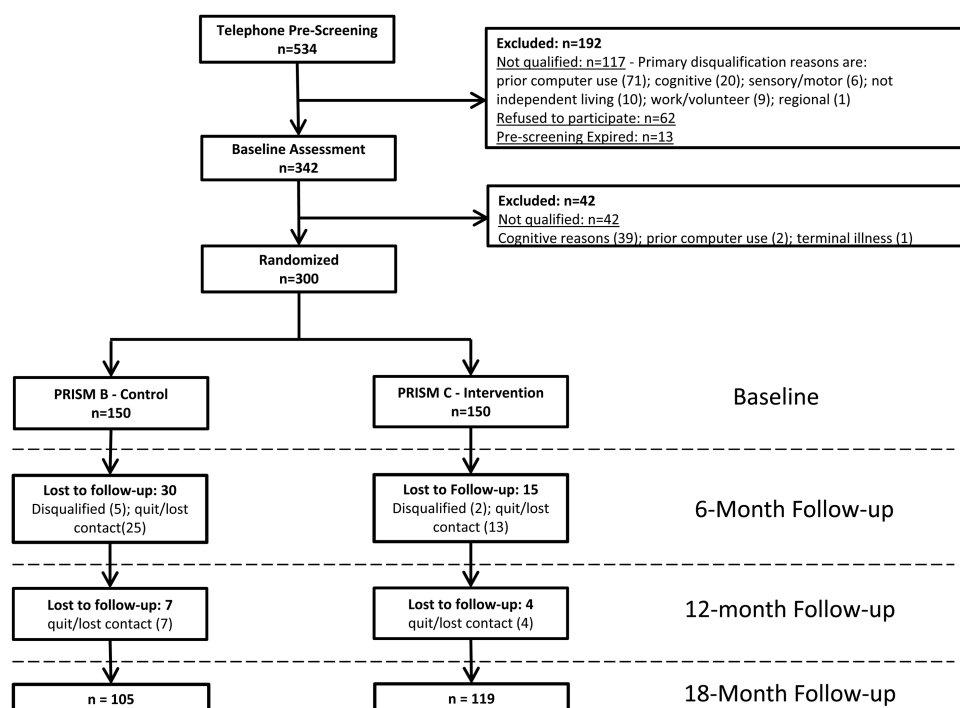 Telephone Pre-Screening
n=534
Excluded: n=192
Not qualified: n=117 - Primary disqualification reasons are:
prior computer use (71); cognitive (20); sensory/motor (6); not
independent living (10); work/volunteer (9); regional (1)
Refused to participate: n=62
Pre-screening Expired: n=13
Baseline Assessment
n=342
Excluded: n=42
Not qualified: n=42
Cognitive reasons (39); prior computer use (2); terminal illness (1)
Randomized
n=300
PRISM B - Control
n=150
PRISM C - Intervention
n=150
Baseline
Lost to follow-up: 30
Disqualified (5); quit/lost
contact(25)
Lost to Follow-up: 15
Disqualified (2); quit/lost
contact (13)
6-Month Follow-up
Lost to follow-up: 7
quit/lost contact (7)
Lost to follow-up: 4
quit/lost contact (4)
12-month Follow-up
n = 105
n = 119
18-Month Follow-up